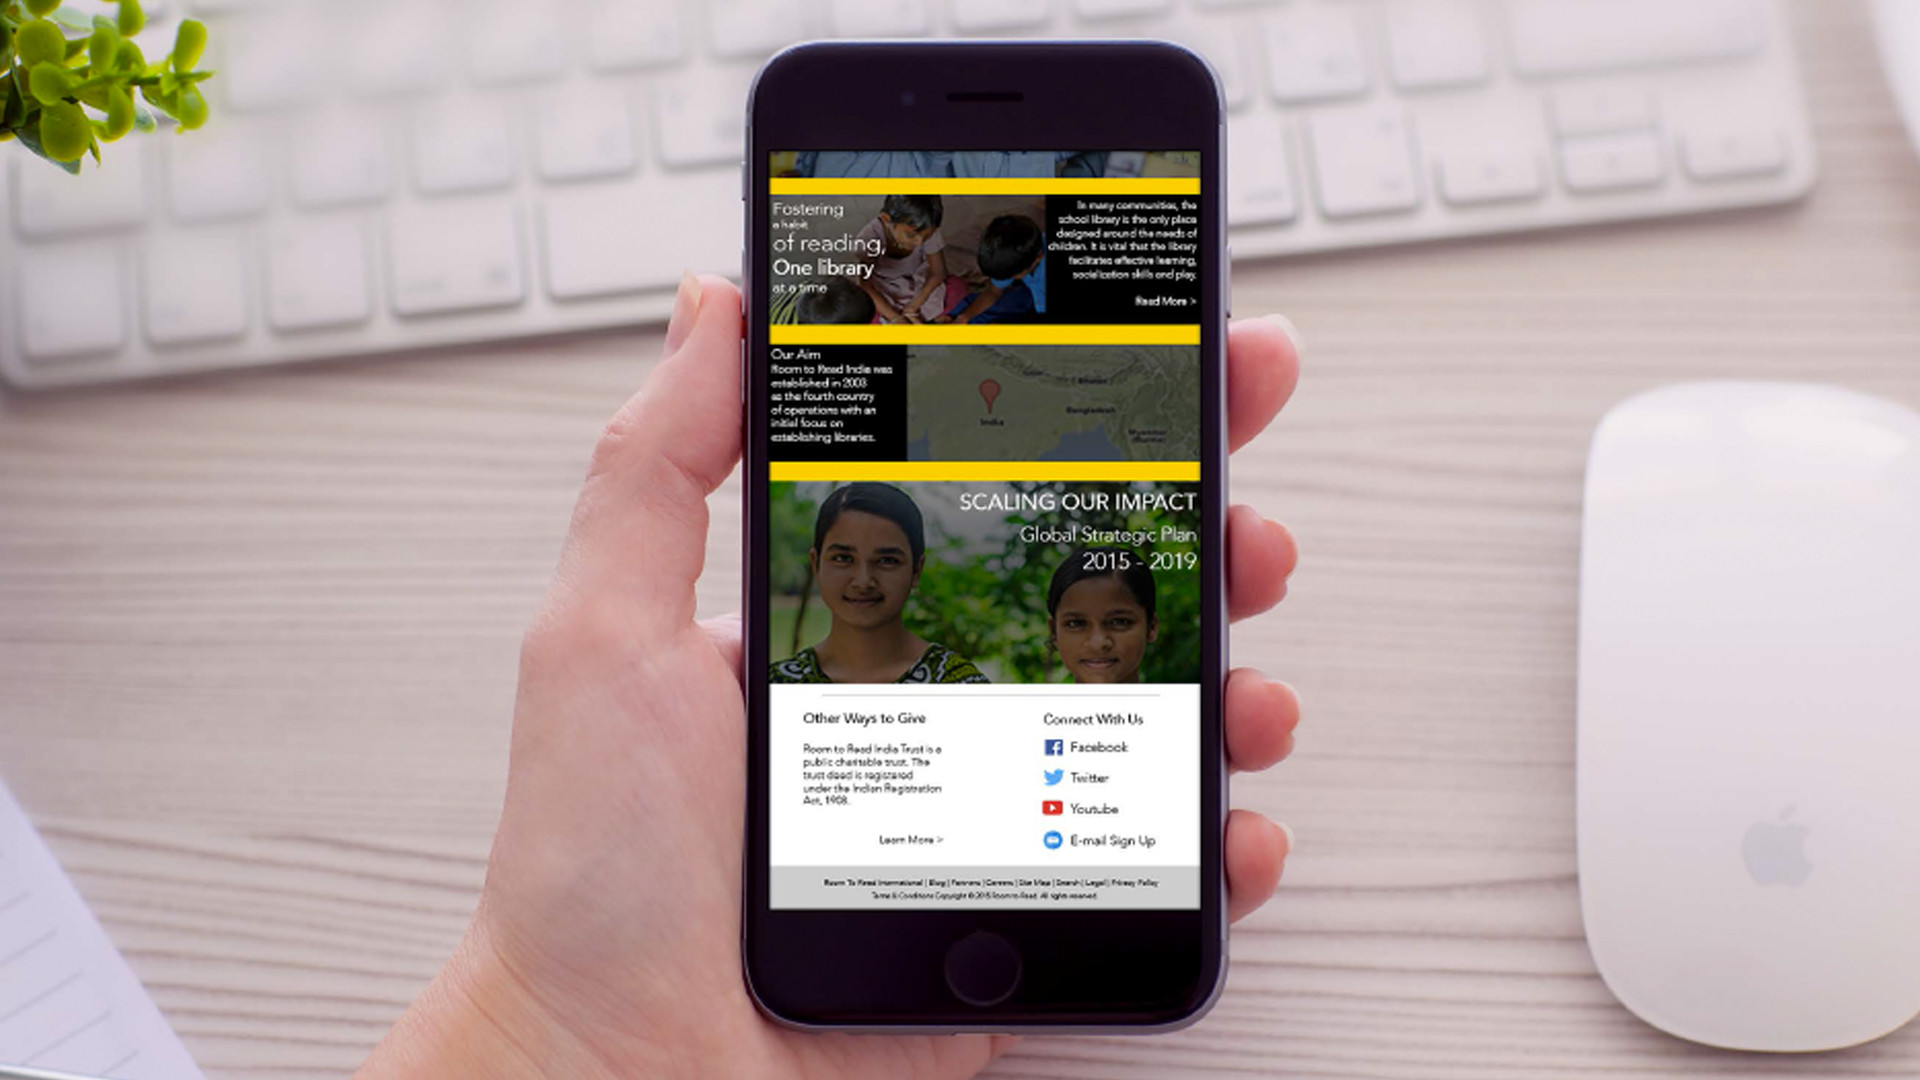 Fostering
a habit
of reading,
One library
at a time
In many communities, the
school library is the only place
designed around the needs of
children. It is vital that the library
facilitates effective learning,
socialization skills and play.
Read More >
Our Aim
Room to Read India was
established in 2003
as the fourth country
of operations with an
initial focus on
establishing libraries.
Bhutan
Bangladesh
India
Myanmar
(Burma)
SCALING OUR IMPACT
Global Strategic Plan
2015 - 2019
Other Ways to Give
Room to Read India Trust is a
public charitable trust. The
trust deed is registered
under the Indian Registration
Act, 1908.
Learn More >
Connect With Us
Facebook
Twitter
Youtube
E-mail Sign Up
Room To Read International | Blog | Partners | Careers | Site Map | Search | Legal | Privacy Policy
Terms & Conditions Copyright © 2015 Room to Read. All rights reserved.